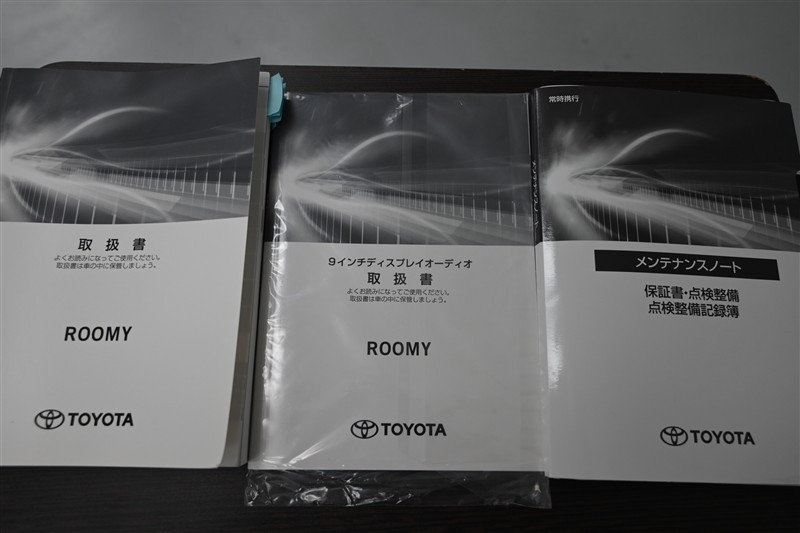 取扱書
よくお読みになってご使用ください。
取扱書は車の中に保管しましょう。
ROOMY
TOYOTA
9インチディスプレイオーディオ
取扱書
よくお読みになってご使用ください。
取扱書は車の中に保管しましょう。
ROOMY
TOYOTA
常時携行
メンテナンスノート
保証書・点検整備
点検整備記録簿
TOYOTA